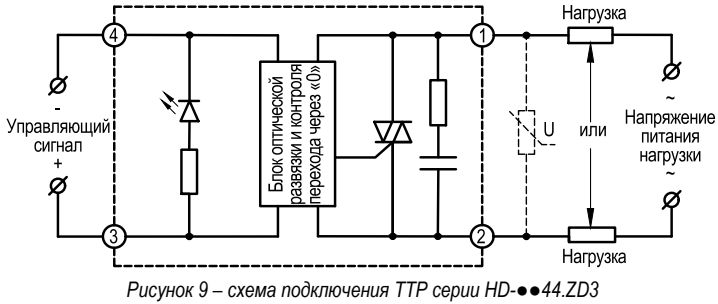 4
1
Нагрузка
-
Управляющий
сигнал
+
Блок оптической
развязки и контроля
перехода через «0»
U
или
~
Напряжение
питания
нагрузки
~
3
2
Нагрузка
Рисунок 9 – схема подключения ТТР серии HD-●●44.ZD3